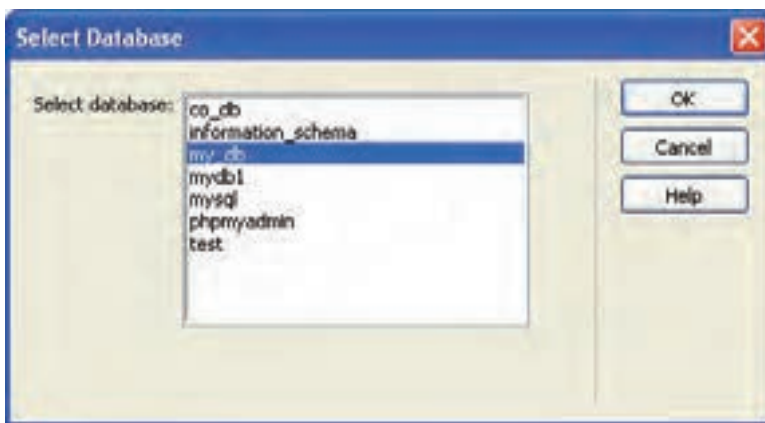 Select Database
Select database:
co_db
information_schema
my_db
mydb1
mysql
phpmyadmin
test
OK
Cancel
Help